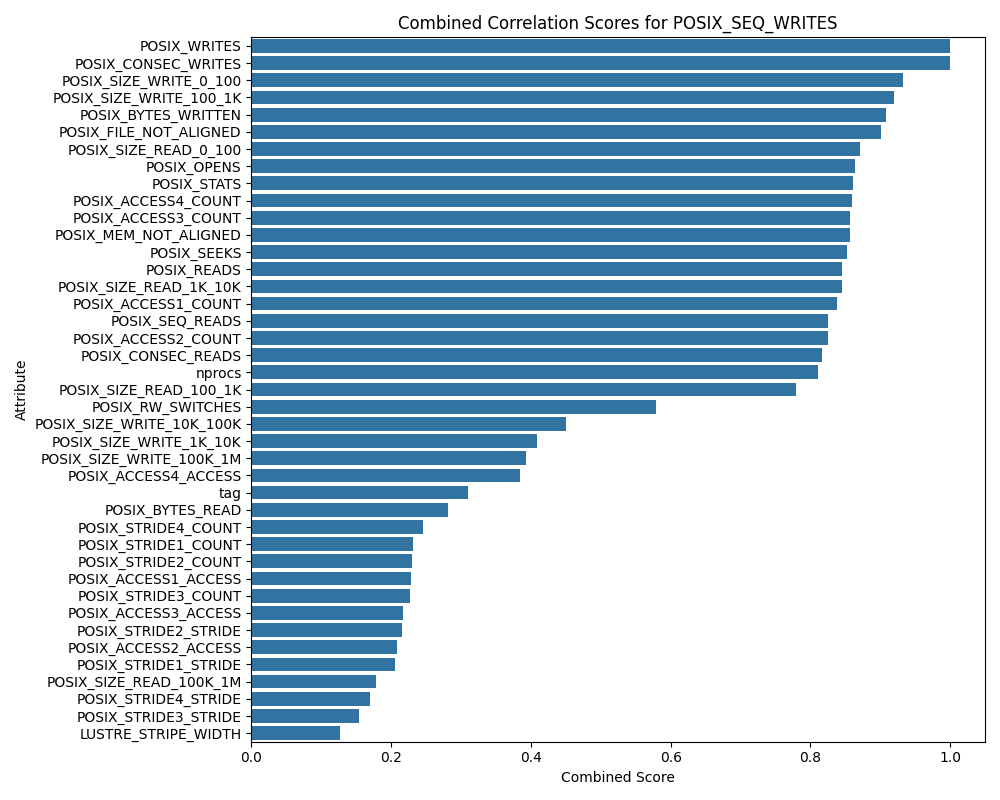 Combined Correlation Scores for POSIX_SEQ_WRITES
Attribute
POSIX_WRITES
POSIX_CONSEC_WRITES
POSIX_SIZE_WRITE_0_100
POSIX_SIZE_WRITE_100_1K
POSIX_BYTES_WRITTEN
POSIX_FILE_NOT_ALIGNED
POSIX_SIZE_READ_0_100
POSIX_OPENS
POSIX_STATS
POSIX_ACCESS4_COUNT
POSIX_ACCESS3_COUNT
POSIX_MEM_NOT_ALIGNED
POSIX_SEEKS
POSIX_READS
POSIX_SIZE_READ_1K_10K
POSIX_ACCESS1_COUNT
POSIX_SEQ_READS
POSIX_ACCESS2_COUNT
POSIX_CONSEC_READS
nprocs
POSIX_SIZE_READ_100_1K
POSIX_RW_SWITCHES
POSIX_SIZE_WRITE_10K_100K
POSIX_SIZE_WRITE_1K_10K
POSIX_SIZE_WRITE_100K_1M
POSIX_ACCESS4_ACCESS
tag
POSIX_BYTES_READ
POSIX_STRIDE4_COUNT
POSIX_STRIDE1_COUNT
POSIX_STRIDE2_COUNT
POSIX_ACCESS1_ACCESS
POSIX_STRIDE3_COUNT
POSIX_ACCESS3_ACCESS
POSIX_STRIDE2_STRIDE
POSIX_ACCESS2_ACCESS
POSIX_STRIDE1_STRIDE
POSIX_SIZE_READ_100K_1M
POSIX_STRIDE4_STRIDE
POSIX_STRIDE3_STRIDE
LUSTRE_STRIPE_WIDTH
0.0 0.2 0.4 0.6 0.8 1.0
Combined Score